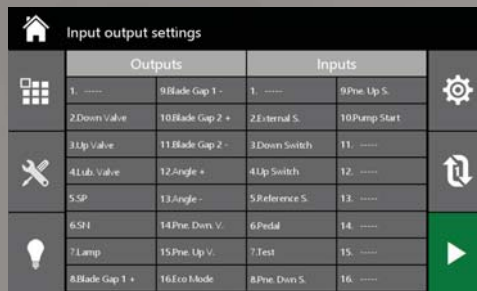 Input output settings
Outputs Inputs
1. ----- 9.Blade Gap 1 - 1. ----- 9.Pne. Up S.
2.Down Valve 10.Blade Gap 2 + 2.External S. 10.Pump Start
3.Up Valve 11.Blade Gap 2 - 3.Down Switch 11. -----
4.Lub. Valve 12.Angle + 4.Up Switch 12. -----
5.SP 13.Angle - 5.Reference S. 13. -----
6.SN 14.Pne. Dwn. V. 6.Pedal 14. -----
7.Lamp 15.Pne. Up V. 7.Test 15. -----
8.Blade Gap 1 + 16.Eco Mode 8.Pne. Dwn S. 16. -----
1